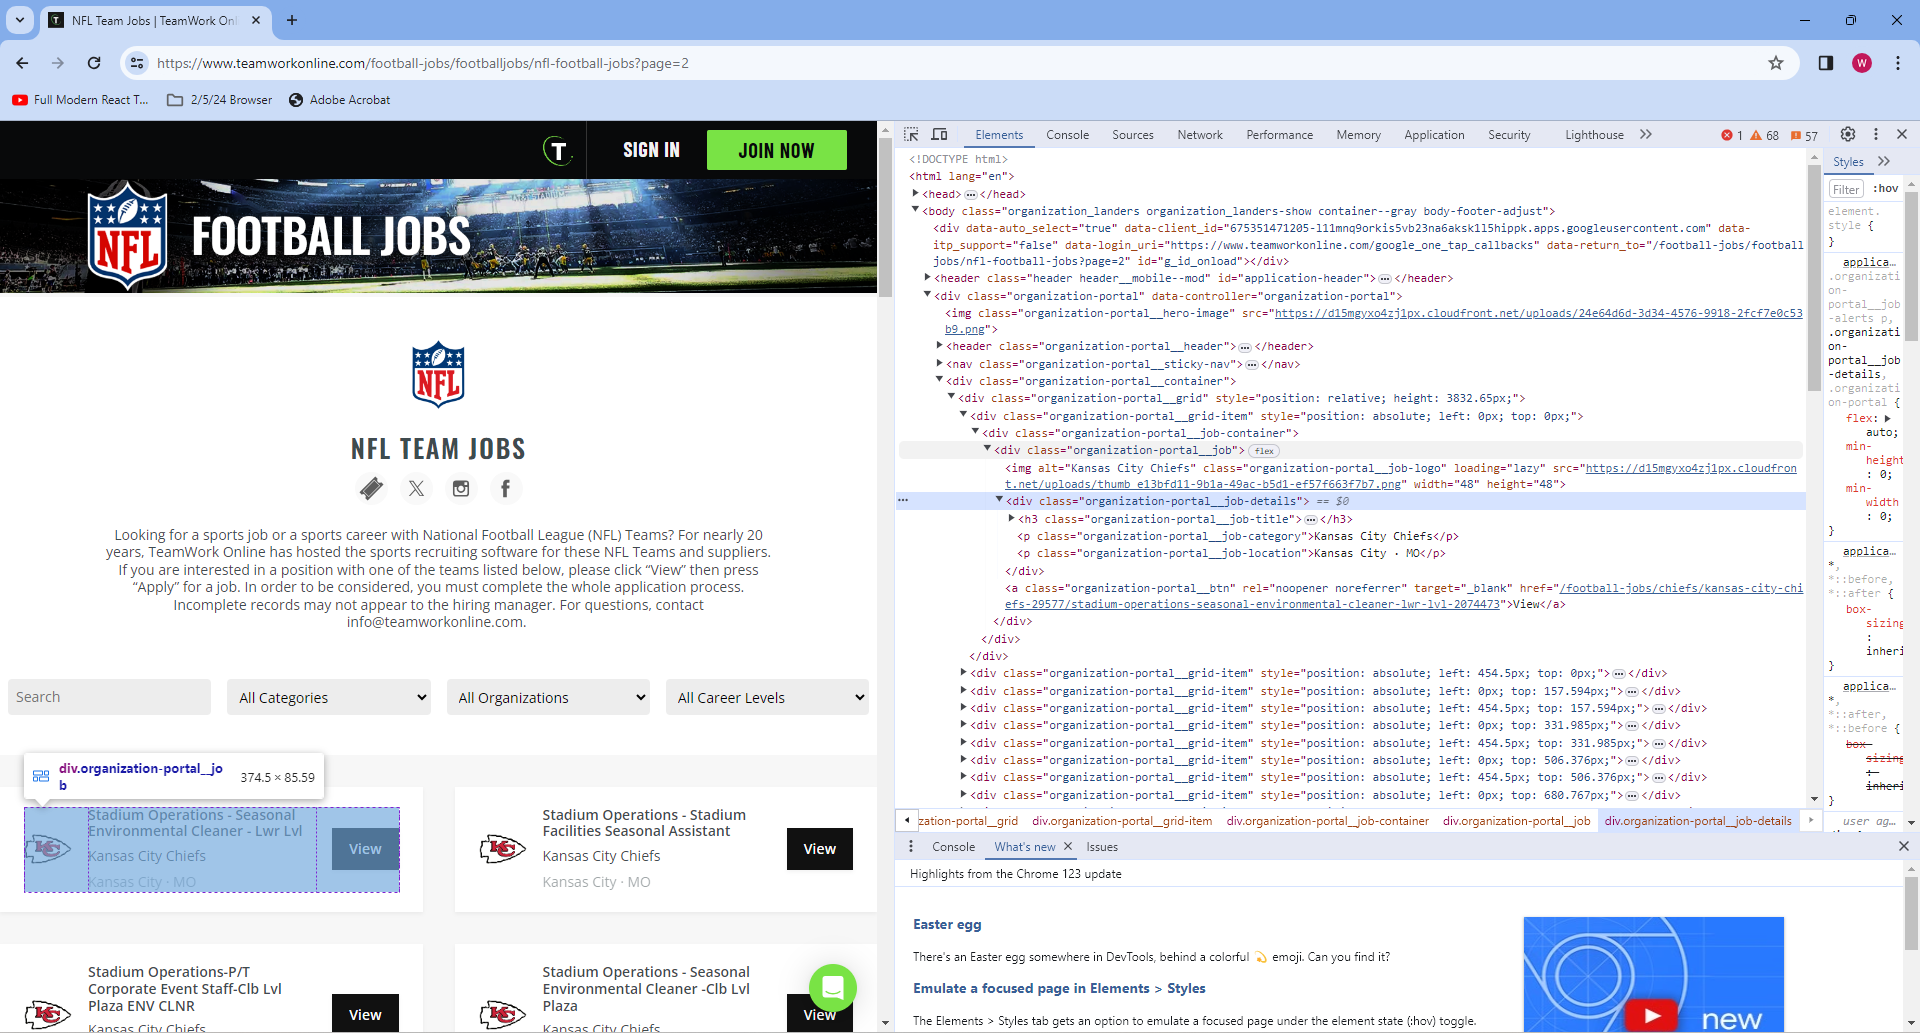 NFL Team Jobs | TeamWork Onl
https://www.teamworkonline.com/football-jobs/footballjobs/nfl-football-jobs?page=2
W
Full Modern React T...
2/5/24 Browser
Adobe Acrobat
T
SIGN IN
JOIN NOW
NFL
FOOTBALL JOBS
NFL
NFL TEAM JOBS
Looking for a sports job or a sports career with National Football League (NFL) Teams? For nearly 20
years, TeamWork Online has hosted the sports recruiting software for these NFL Teams and suppliers.
If you are interested in a position with one of the teams listed below, please click “View” then press
“Apply” for a job. In order to be considered, you must complete the whole application process.
Incomplete records may not appear to the hiring manager. For questions, contact
info@teamworkonline.com.
Search
All Categories
All Organizations
All Career Levels
div.organization-portal__jo
b
374.5 × 85.59
Stadium Operations - Seasonal
Environmental Cleaner - Lwr Lvl
Kansas City Chiefs
Kansas City · MO
View
Stadium Operations - Stadium
Facilities Seasonal Assistant
Kansas City Chiefs
Kansas City · MO
View
Stadium Operations-P/T
Corporate Event Staff-Clb Lvl
Plaza ENV CLNR
Kansas City Chiefs
View
Stadium Operations - Seasonal
Environmental Cleaner -Clb Lvl
Plaza
Kansas City Chiefs
View
Elements
Console
Sources
Network
Performance
Memory
Application
Security
Lighthouse
1
68
57
<!DOCTYPE html>
<html lang="en">
<head> … </head>
<body class="organization_landers organization_landers-show container--gray body-footer-adjust">
<div data-auto_select="true" data-client_id="675351471205-111mnq9orkis5vb23na6aksk115hippk.apps.googleusercontent.com" data-
itp_support="false" data-login_uri="https://www.teamworkonline.com/google_one_tap_callbacks" data-return_to="/football-jobs/football
jobs/nfl-football-jobs?page=2" id="g_id_onload"></div>
<header class="header header__mobile--mod" id="application-header"> … </header>
<div class="organization-portal" data-controller="organization-portal">
<img class="organization-portal__hero-image" src="https://d15mgyxo4zj1px.cloudfront.net/uploads/24e64d6d-3d34-4576-9918-2fcf7e0c53
b9.png">
<header class="organization-portal__header"> … </header>
<nav class="organization-portal__sticky-nav"> … </nav>
<div class="organization-portal__container">
<div class="organization-portal__grid" style="position: relative; height: 3832.65px;">
<div class="organization-portal__grid-item" style="position: absolute; left: 0px; top: 0px;">
<div class="organization-portal__job-container">
<div class="organization-portal__job"> flex
<img alt="Kansas City Chiefs" class="organization-portal__job-logo" loading="lazy" src="https://d15mgyxo4zj1px.cloudfron
t.net/uploads/thumb_e13bfd11-9b1a-49ac-b5d1-ef57f663f7b7.png" width="48" height="48">
<div class="organization-portal__job-details"> == $0
<h3 class="organization-portal__job-title"> … </h3>
<p class="organization-portal__job-category">Kansas City Chiefs</p>
<p class="organization-portal__job-location">Kansas City · MO</p>
</div>
<a class="organization-portal__btn" rel="noopener noreferrer" target="_blank" href="/football-jobs/chiefs/kansas-city-chi
efs-29577/stadium-operations-seasonal-environmental-cleaner-lwr-lvl-2074473">View</a>
</div>
</div>
</div>
<div class="organization-portal__grid-item" style="position: absolute; left: 454.5px; top: 0px;"> … </div>
<div class="organization-portal__grid-item" style="position: absolute; left: 0px; top: 157.594px;"> … </div>
<div class="organization-portal__grid-item" style="position: absolute; left: 454.5px; top: 157.594px;"> … </div>
<div class="organization-portal__grid-item" style="position: absolute; left: 0px; top: 331.985px;"> … </div>
<div class="organization-portal__grid-item" style="position: absolute; left: 454.5px; top: 331.985px;"> … </div>
<div class="organization-portal__grid-item" style="position: absolute; left: 0px; top: 506.376px;"> … </div>
<div class="organization-portal__grid-item" style="position: absolute; left: 454.5px; top: 506.376px;"> … </div>
<div class="organization-portal__grid-item" style="position: absolute; left: 0px; top: 680.767px;"> … </div>
zation-portal__grid
div.organization-portal__grid-item
div.organization-portal__job-container
div.organization-portal__job
div.organization-portal__job-details
Styles
Filter
:hov
element.
style {
}
applica…
.organizati
on-
portal__job
-alerts p,
.organizati
on-
portal__job
-details,
.organizati
on-portal {
flex: ▶
auto;
min-
height
: 0;
min-
width
: 0;
}
applica…
*,
*::before,
*::after {
box-
sizing
:
inheri
}
applica…
*,
*::after,
*::before {
box-
sizing
:
inheri
}
user ag…
Console
What's new
Issues
Highlights from the Chrome 123 update
Easter egg
There's an Easter egg somewhere in DevTools, behind a colorful 💫 emoji. Can you find it?
Emulate a focused page in Elements > Styles
The Elements > Styles tab gets an option to emulate a focused page under the element state (:hov) toggle.
new